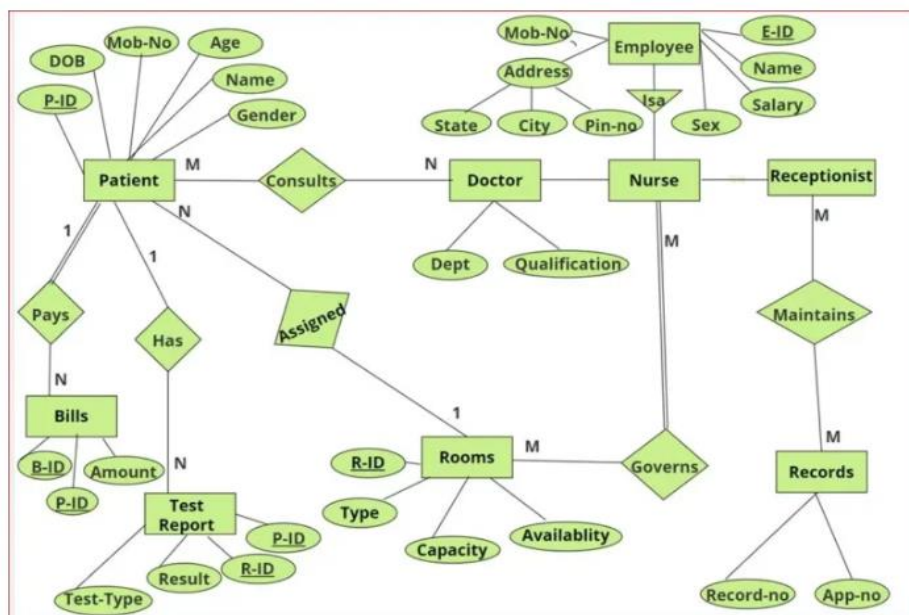 Mob-No
Age
DOB
Name
P-ID
Gender
Mob-No
Employee
E-ID
Address
Name
Isa
Salary
State
City
Pin-no
Sex
Patient
M
Consults
N
Doctor
Nurse
Receptionist
N
1
1
M
M
Dept
Qualification
Pays
Has
Assigned
Maintains
N
Bills
1
M
M
B-ID
Amount
P-ID
N
R-ID
Rooms
Governs
Records
Type
Test
Report
P-ID
Capacity
Availablity
Result
R-ID
Test-Type
Record-no
App-no